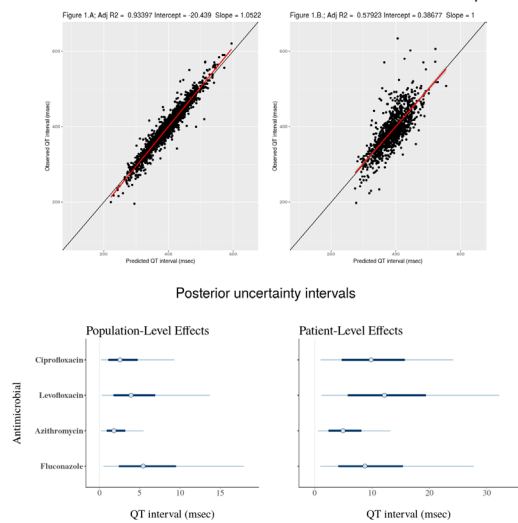 Figure 1.A; Adj R2 = 0.93397 Intercept = -20.439 Slope = 1.0522
Figure 1.B.; Adj R2 = 0.57923 Intercept = 0.38677 Slope = 1
Observed QT interval (msec)
600
400
200
200
400
600
Predicted QT interval (msec)
Observed QT interval (msec)
600
400
200
200
400
600
Predicted QT interval (msec)
Posterior uncertainty intervals
Population-Level Effects
Patient-Level Effects
Antimicrobial
Ciprofloxacin
Levofloxacin
Azithromycin
Fluconazole
0
5
10
15
QT interval (msec)
0
10
20
30
QT interval (msec)